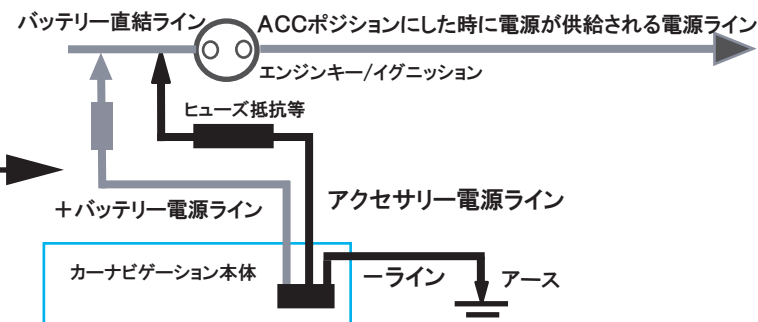 バッテリー直結ライン
ACCポジションにした時に電源が供給される電源ライン
エンジンキー/イグニッション
ヒューズ抵抗等
+バッテリー電源ライン
アクセサリー電源ライン
カーナビゲーション本体
ーライン
アース